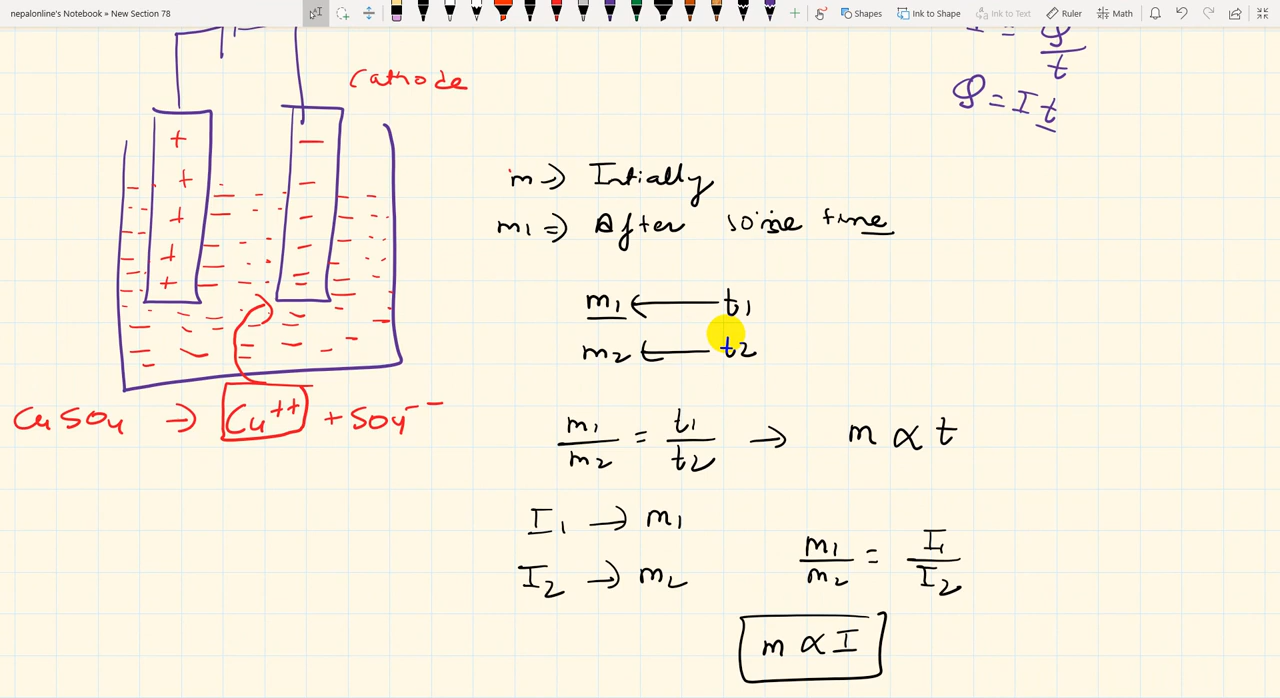 nepalonline's Notebook » New Section 78
Shapes Ink to Shape Ink to Text Ruler Math
I = Q/t
Q = It
Cathode
+ −
+ −
+ −
+ −
+ −
m => Intially
m1 => After some time
m1 ← t1
m2 ← t2
CuSO4 → Cu++ + SO4--
m1/m2 = t1/t2 → m ∝ t
I1 → m1
I2 → m2
m1/m2 = I1/I2
m ∝ I